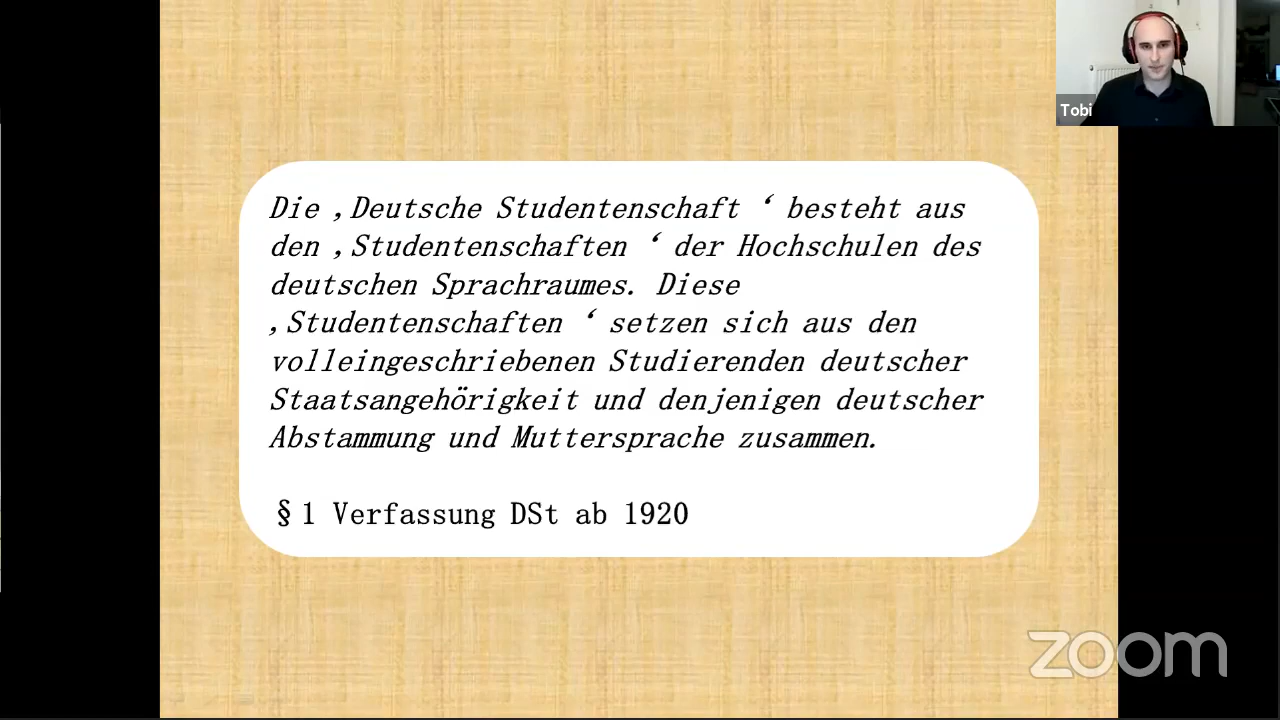 Die ‚Deutsche Studentenschaft‘ besteht aus
den ‚Studentenschaften‘ der Hochschulen des
deutschen Sprachraumes. Diese
‚Studentenschaften‘ setzen sich aus den
volleingeschriebenen Studierenden deutscher
Staatsangehörigkeit und denjenigen deutscher
Abstammung und Muttersprache zusammen.
§1 Verfassung DSt ab 1920
Tobi
zoom